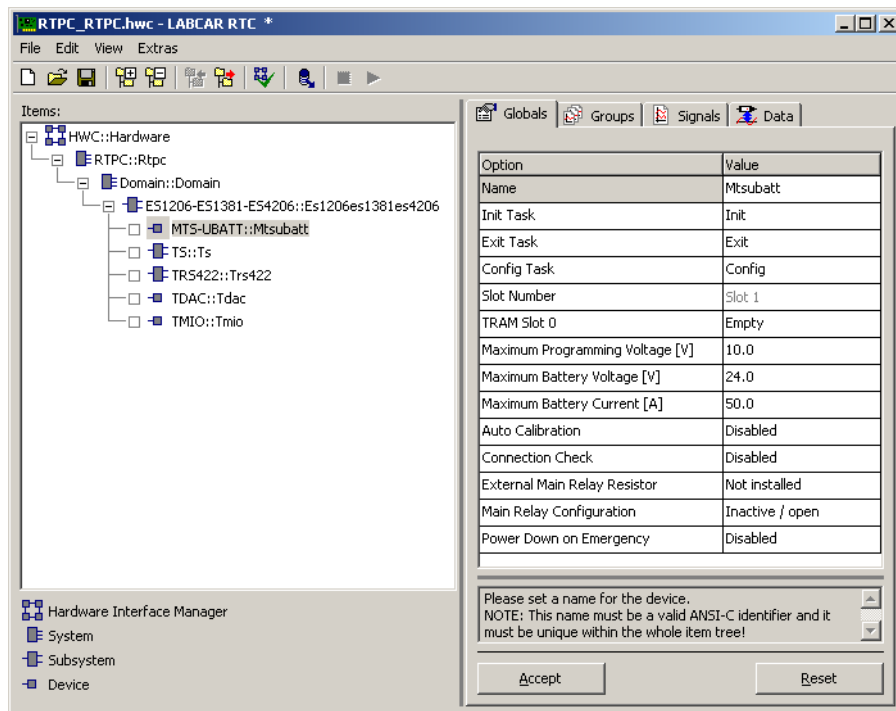 RTPC_RTPC.hwc - LABCAR RTC *
File Edit View Extras
Items:
HWC::Hardware
RTPC::Rtpc
Domain::Domain
ES1206-ES1381-ES4206::Es1206es1381es4206
MTS-UBATT::Mtsubatt
TS::Ts
TRS422::Trs422
TDAC::Tdac
TMIO::Tmio
Hardware Interface Manager
System
Subsystem
Device
Globals Groups Signals Data
Option Value
Name Mtsubatt
Init Task Init
Exit Task Exit
Config Task Config
Slot Number Slot 1
TRAM Slot 0 Empty
Maximum Programming Voltage [V] 10.0
Maximum Battery Voltage [V] 24.0
Maximum Battery Current [A] 50.0
Auto Calibration Disabled
Connection Check Disabled
External Main Relay Resistor Not installed
Main Relay Configuration Inactive / open
Power Down on Emergency Disabled
Please set a name for the device.
NOTE: This name must be a valid ANSI-C identifier and it
must be unique within the whole item tree!
Accept Reset